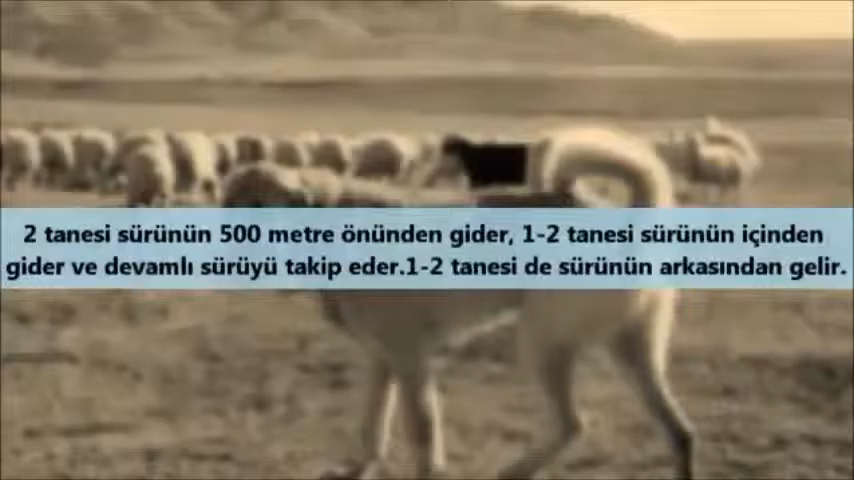 2 tanesi sürünün 500 metre önünden gider, 1-2 tanesi sürünün içinden
gider ve devamlı sürüyü takip eder.1-2 tanesi de sürünün arkasından gelir.